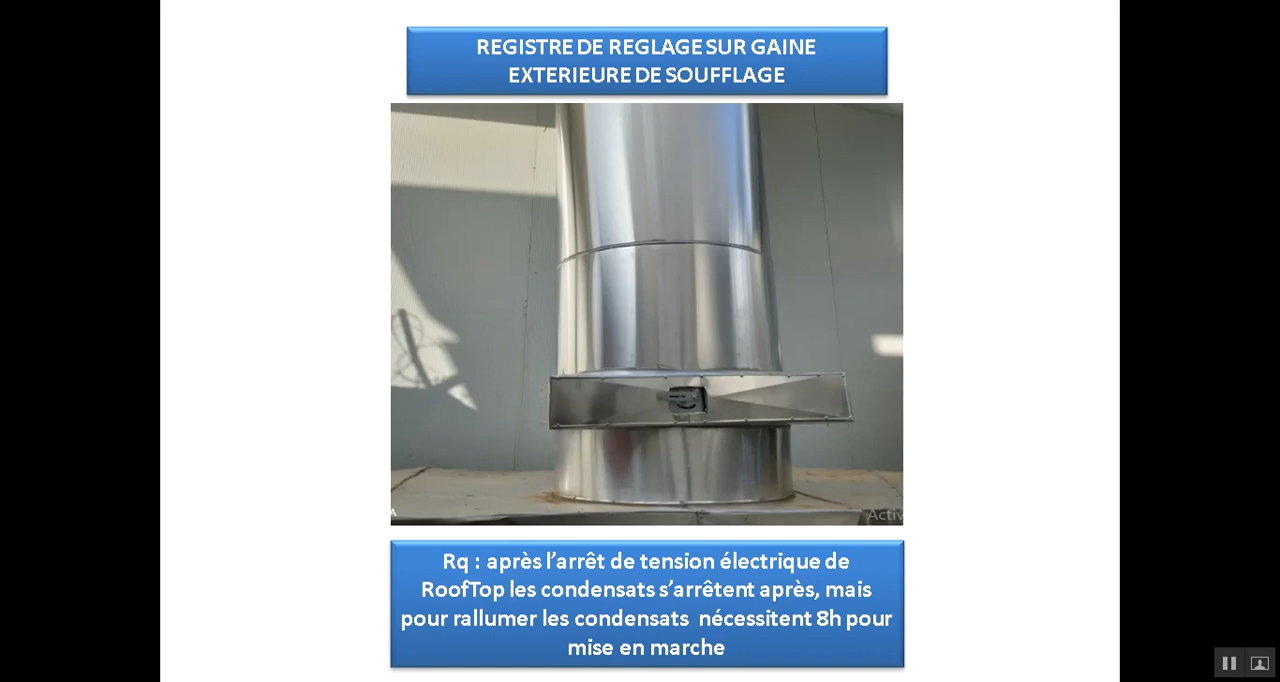 REGISTRE DE REGLAGE SUR GAINE
EXTERIEURE DE SOUFFLAGE
A
Activ
Rq : après l’arrêt de tension électrique de
RoofTop les condensats s’arrêtent après, mais
pour rallumer les condensats nécessitent 8h pour
mise en marche